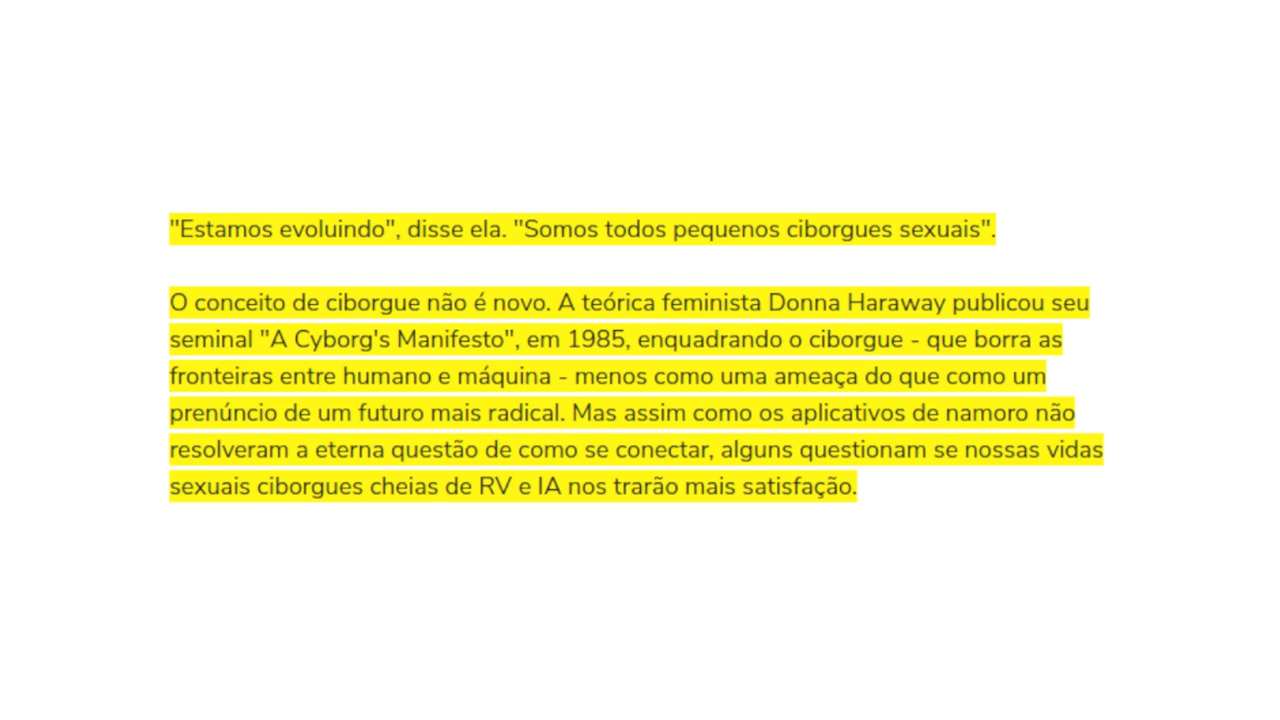 "Estamos evoluindo", disse ela. "Somos todos pequenos ciborgues sexuais".
O conceito de ciborgue não é novo. A teórica feminista Donna Haraway publicou seu
seminal "A Cyborg's Manifesto", em 1985, enquadrando o ciborgue - que borra as
fronteiras entre humano e máquina - menos como uma ameaça do que como um
prenúncio de um futuro mais radical. Mas assim como os aplicativos de namoro não
resolveram a eterna questão de como se conectar, alguns questionam se nossas vidas
sexuais ciborgues cheias de RV e IA nos trarão mais satisfação.